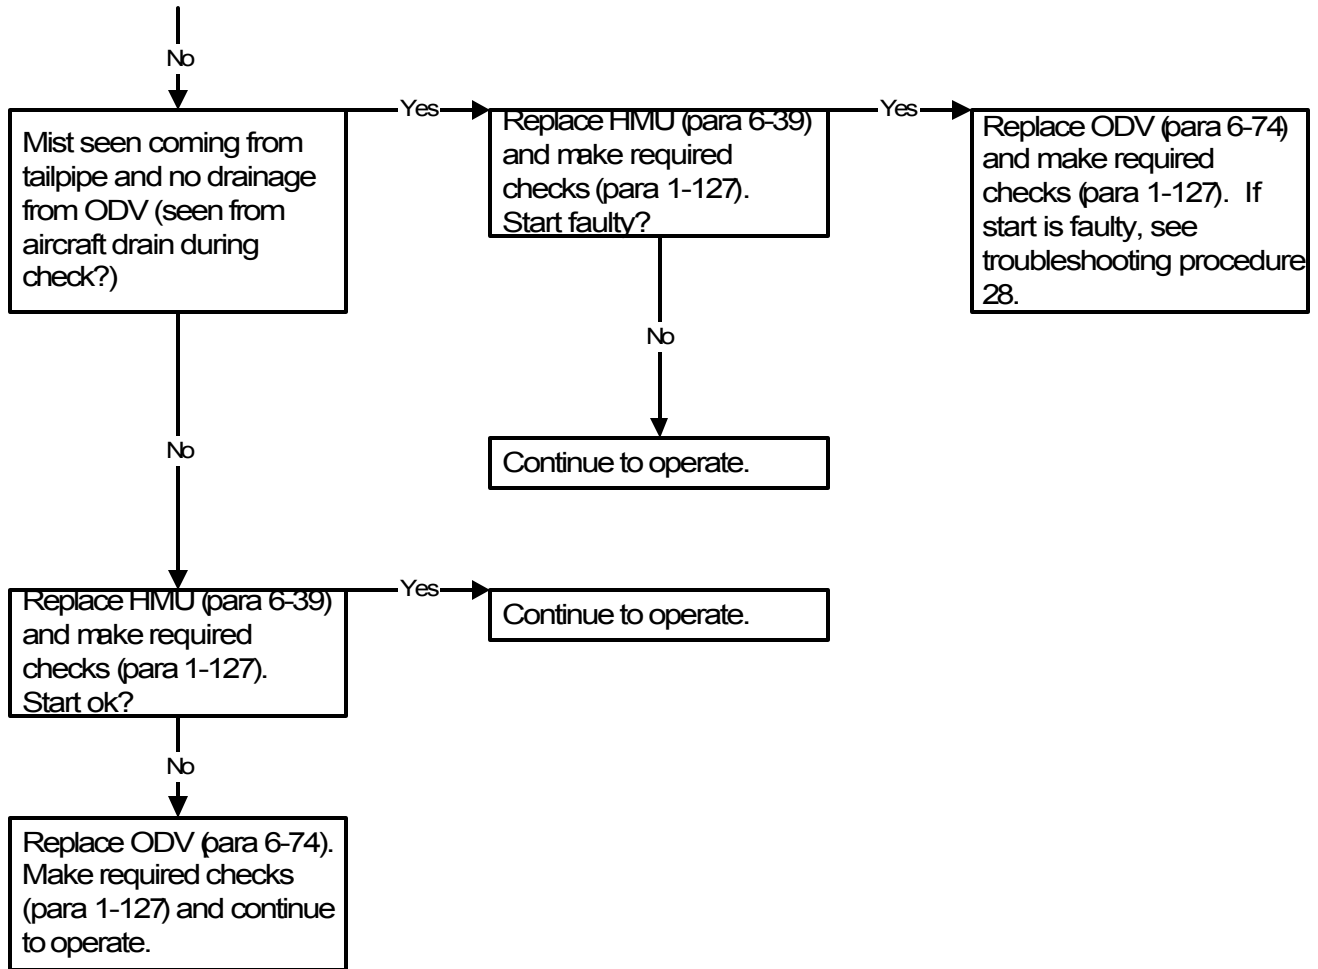 No
Mist seen coming from
tailpipe and no drainage
from ODV (seen from
aircraft drain during
check?)
Yes
Replace HMU (para 6-39)
and make required
checks (para 1-127).
Start faulty?
Yes
Replace ODV (para 6-74)
and make required
checks (para 1-127).  If
start is faulty, see
troubleshooting procedure
28.
No
Continue to operate.
No
Replace HMU (para 6-39)
and make required
checks (para 1-127).
Start ok?
Yes
Continue to operate.
No
Replace ODV (para 6-74).
Make required checks
(para 1-127) and continue
to operate.